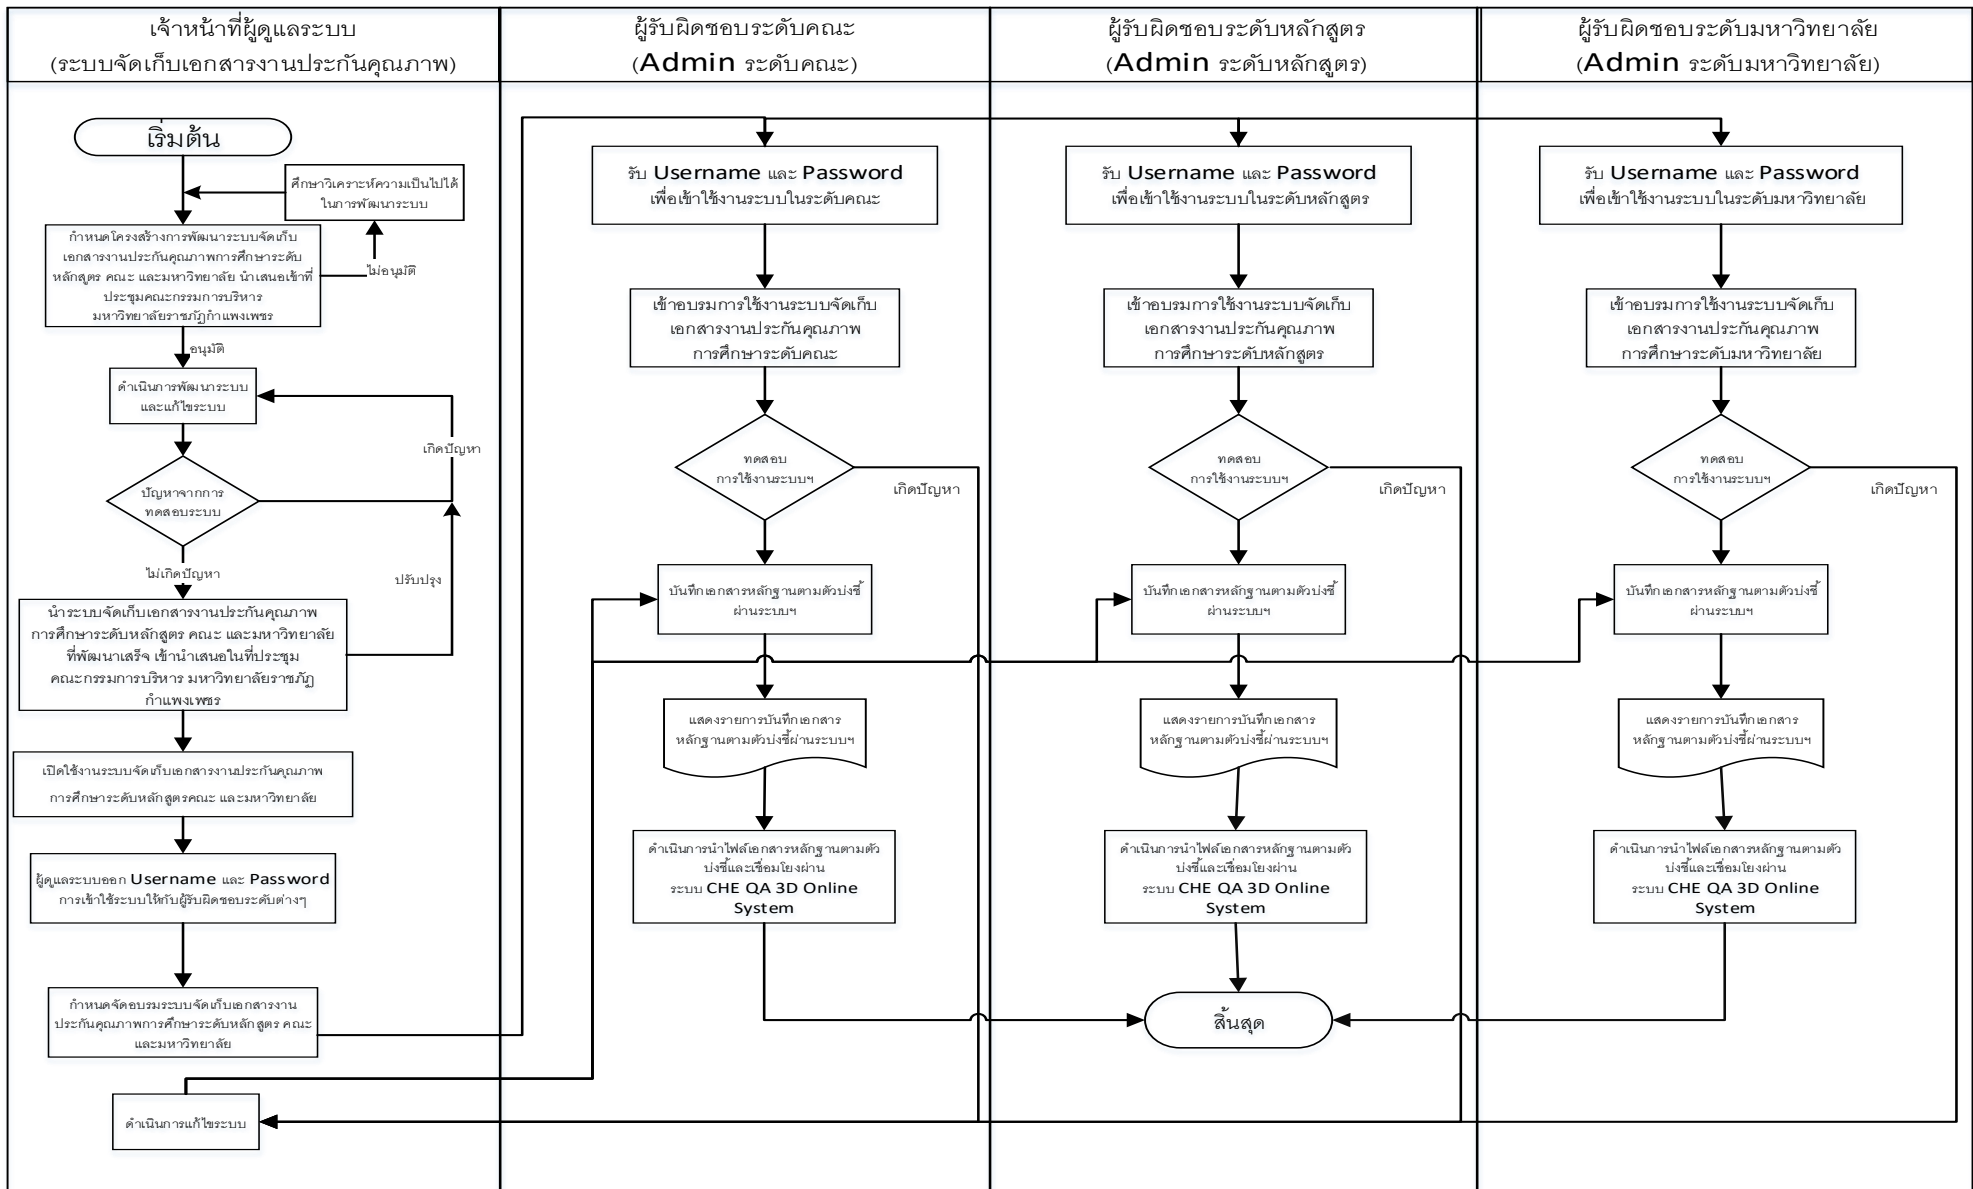 เจ้าหน้าที่ผู้ดูแลระบบ
(ระบบจัดเก็บเอกสารงานประกันคุณภาพ)
ผู้รับผิดชอบระดับคณะ
(Admin ระดับคณะ)
ผู้รับผิดชอบระดับหลักสูตร
(Admin ระดับหลักสูตร)
ผู้รับผิดชอบระดับมหาวิทยาลัย
(Admin ระดับมหาวิทยาลัย)
เริ่มต้น
ศึกษาวิเคราะห์ความเป็นไปได้
ในการพัฒนาระบบ
กำหนดโครงสร้างการพัฒนาระบบจัดเก็บ
เอกสารงานประกันคุณภาพการศึกษาระดับ
หลักสูตร คณะ และมหาวิทยาลัย นำเสนอเข้าที่
ประชุมคณะกรรมการบริหาร
มหาวิทยาลัยราชภัฏกำแพงเพชร
ไม่อนุมัติ
อนุมัติ
ดำเนินการพัฒนาระบบ
และแก้ไขระบบ
เกิดปัญหา
ปัญหาจากการ
ทดสอบระบบ
ไม่เกิดปัญหา
ปรับปรุง
นำระบบจัดเก็บเอกสารงานประกันคุณภาพ
การศึกษาระดับหลักสูตร คณะ และมหาวิทยาลัย
ที่พัฒนาเสร็จ เข้านำเสนอในที่ประชุม
คณะกรรมการบริหาร มหาวิทยาลัยราชภัฏ
กำแพงเพชร
เปิดใช้งานระบบจัดเก็บเอกสารงานประกันคุณภาพ
การศึกษาระดับหลักสูตรคณะ และมหาวิทยาลัย
ผู้ดูแลระบบออก Username และ Password
การเข้าใช้ระบบให้กับผู้รับผิดชอบระดับต่างๆ
กำหนดจัดอบรมระบบจัดเก็บเอกสารงาน
ประกันคุณภาพการศึกษาระดับหลักสูตร คณะ
และมหาวิทยาลัย
ดำเนินการแก้ไขระบบ
รับ Username และ Password
เพื่อเข้าใช้งานระบบในระดับคณะ
เข้าอบรมการใช้งานระบบจัดเก็บ
เอกสารงานประกันคุณภาพ
การศึกษาระดับคณะ
ทดสอบ
การใช้งานระบบฯ
เกิดปัญหา
บันทึกเอกสารหลักฐานตามตัวบ่งชี้
ผ่านระบบฯ
แสดงรายการบันทึกเอกสาร
หลักฐานตามตัวบ่งชี้ผ่านระบบฯ
ดำเนินการนำไฟล์เอกสารหลักฐานตามตัว
บ่งชี้และเชื่อมโยงผ่าน
ระบบ CHE QA 3D Online
System
รับ Username และ Password
เพื่อเข้าใช้งานระบบในระดับหลักสูตร
เข้าอบรมการใช้งานระบบจัดเก็บ
เอกสารงานประกันคุณภาพ
การศึกษาระดับหลักสูตร
ทดสอบ
การใช้งานระบบฯ
เกิดปัญหา
บันทึกเอกสารหลักฐานตามตัวบ่งชี้
ผ่านระบบฯ
แสดงรายการบันทึกเอกสาร
หลักฐานตามตัวบ่งชี้ผ่านระบบฯ
ดำเนินการนำไฟล์เอกสารหลักฐานตามตัว
บ่งชี้และเชื่อมโยงผ่าน
ระบบ CHE QA 3D Online
System
สิ้นสุด
รับ Username และ Password
เพื่อเข้าใช้งานระบบในระดับมหาวิทยาลัย
เข้าอบรมการใช้งานระบบจัดเก็บ
เอกสารงานประกันคุณภาพ
การศึกษาระดับมหาวิทยาลัย
ทดสอบ
การใช้งานระบบฯ
เกิดปัญหา
บันทึกเอกสารหลักฐานตามตัวบ่งชี้
ผ่านระบบฯ
แสดงรายการบันทึกเอกสาร
หลักฐานตามตัวบ่งชี้ผ่านระบบฯ
ดำเนินการนำไฟล์เอกสารหลักฐานตามตัว
บ่งชี้และเชื่อมโยงผ่าน
ระบบ CHE QA 3D Online
System